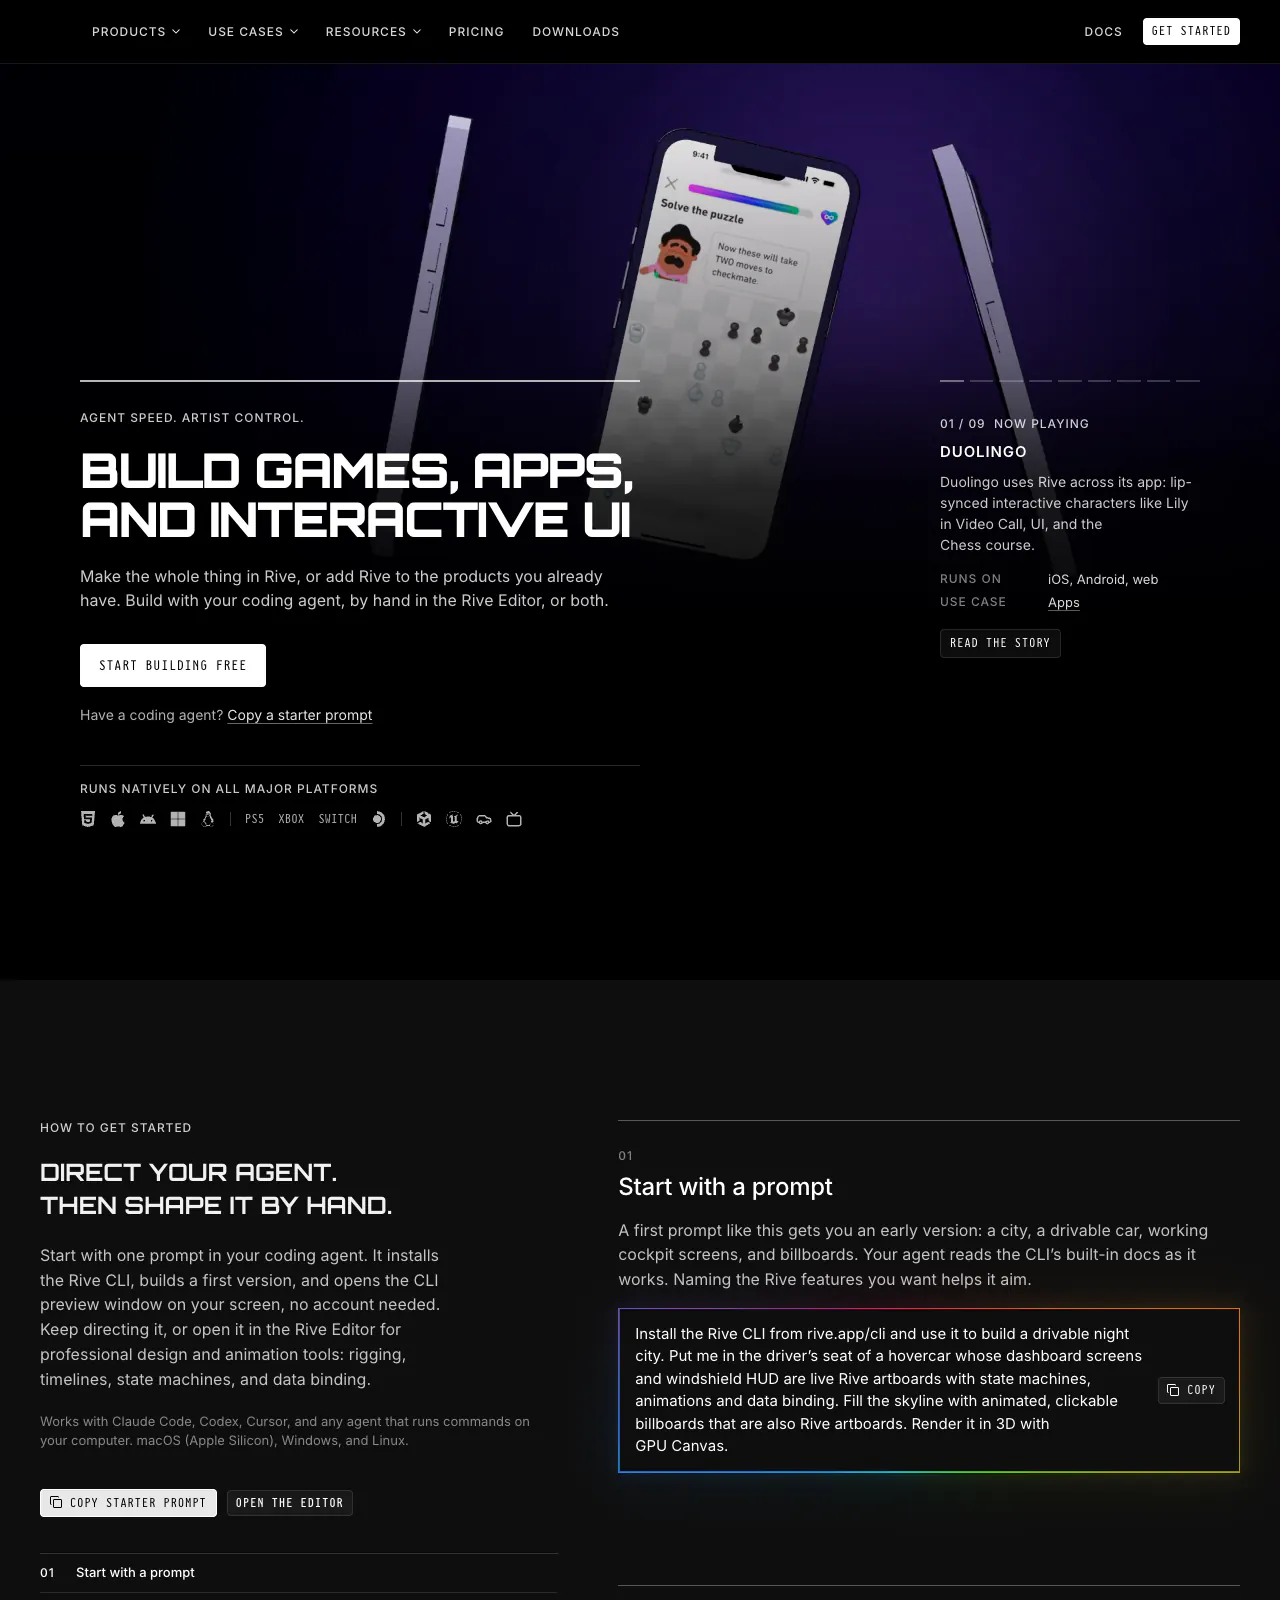 PRODUCTS
USE CASES
RESOURCES
PRICING
DOWNLOADS
DOCS
GET STARTED
9:41
Solve the puzzle
Now these will take
TWO moves to
checkmate.
AGENT SPEED. ARTIST CONTROL.
BUILD GAMES, APPS,
AND INTERACTIVE UI
Make the whole thing in Rive, or add Rive to the products you already
have. Build with your coding agent, by hand in the Rive Editor, or both.
START BUILDING FREE
Have a coding agent? Copy a starter prompt
RUNS NATIVELY ON ALL MAJOR PLATFORMS
PS5 XBOX SWITCH
01 / 09 NOW PLAYING
DUOLINGO
Duolingo uses Rive across its app: lip-
synced interactive characters like Lily
in Video Call, UI, and the
Chess course.
RUNS ON iOS, Android, web
USE CASE Apps
READ THE STORY
HOW TO GET STARTED
DIRECT YOUR AGENT.
THEN SHAPE IT BY HAND.
Start with one prompt in your coding agent. It installs
the Rive CLI, builds a first version, and opens the CLI
preview window on your screen, no account needed.
Keep directing it, or open it in the Rive Editor for
professional design and animation tools: rigging,
timelines, state machines, and data binding.
Works with Claude Code, Codex, Cursor, and any agent that runs commands on
your computer. macOS (Apple Silicon), Windows, and Linux.
COPY STARTER PROMPT
OPEN THE EDITOR
01 Start with a prompt
01
Start with a prompt
A first prompt like this gets you an early version: a city, a drivable car, working
cockpit screens, and billboards. Your agent reads the CLI’s built-in docs as it
works. Naming the Rive features you want helps it aim.
Install the Rive CLI from rive.app/cli and use it to build a drivable night
city. Put me in the driver’s seat of a hovercar whose dashboard screens
and windshield HUD are live Rive artboards with state machines,
animations and data binding. Fill the skyline with animated, clickable
billboards that are also Rive artboards. Render it in 3D with
GPU Canvas.
COPY